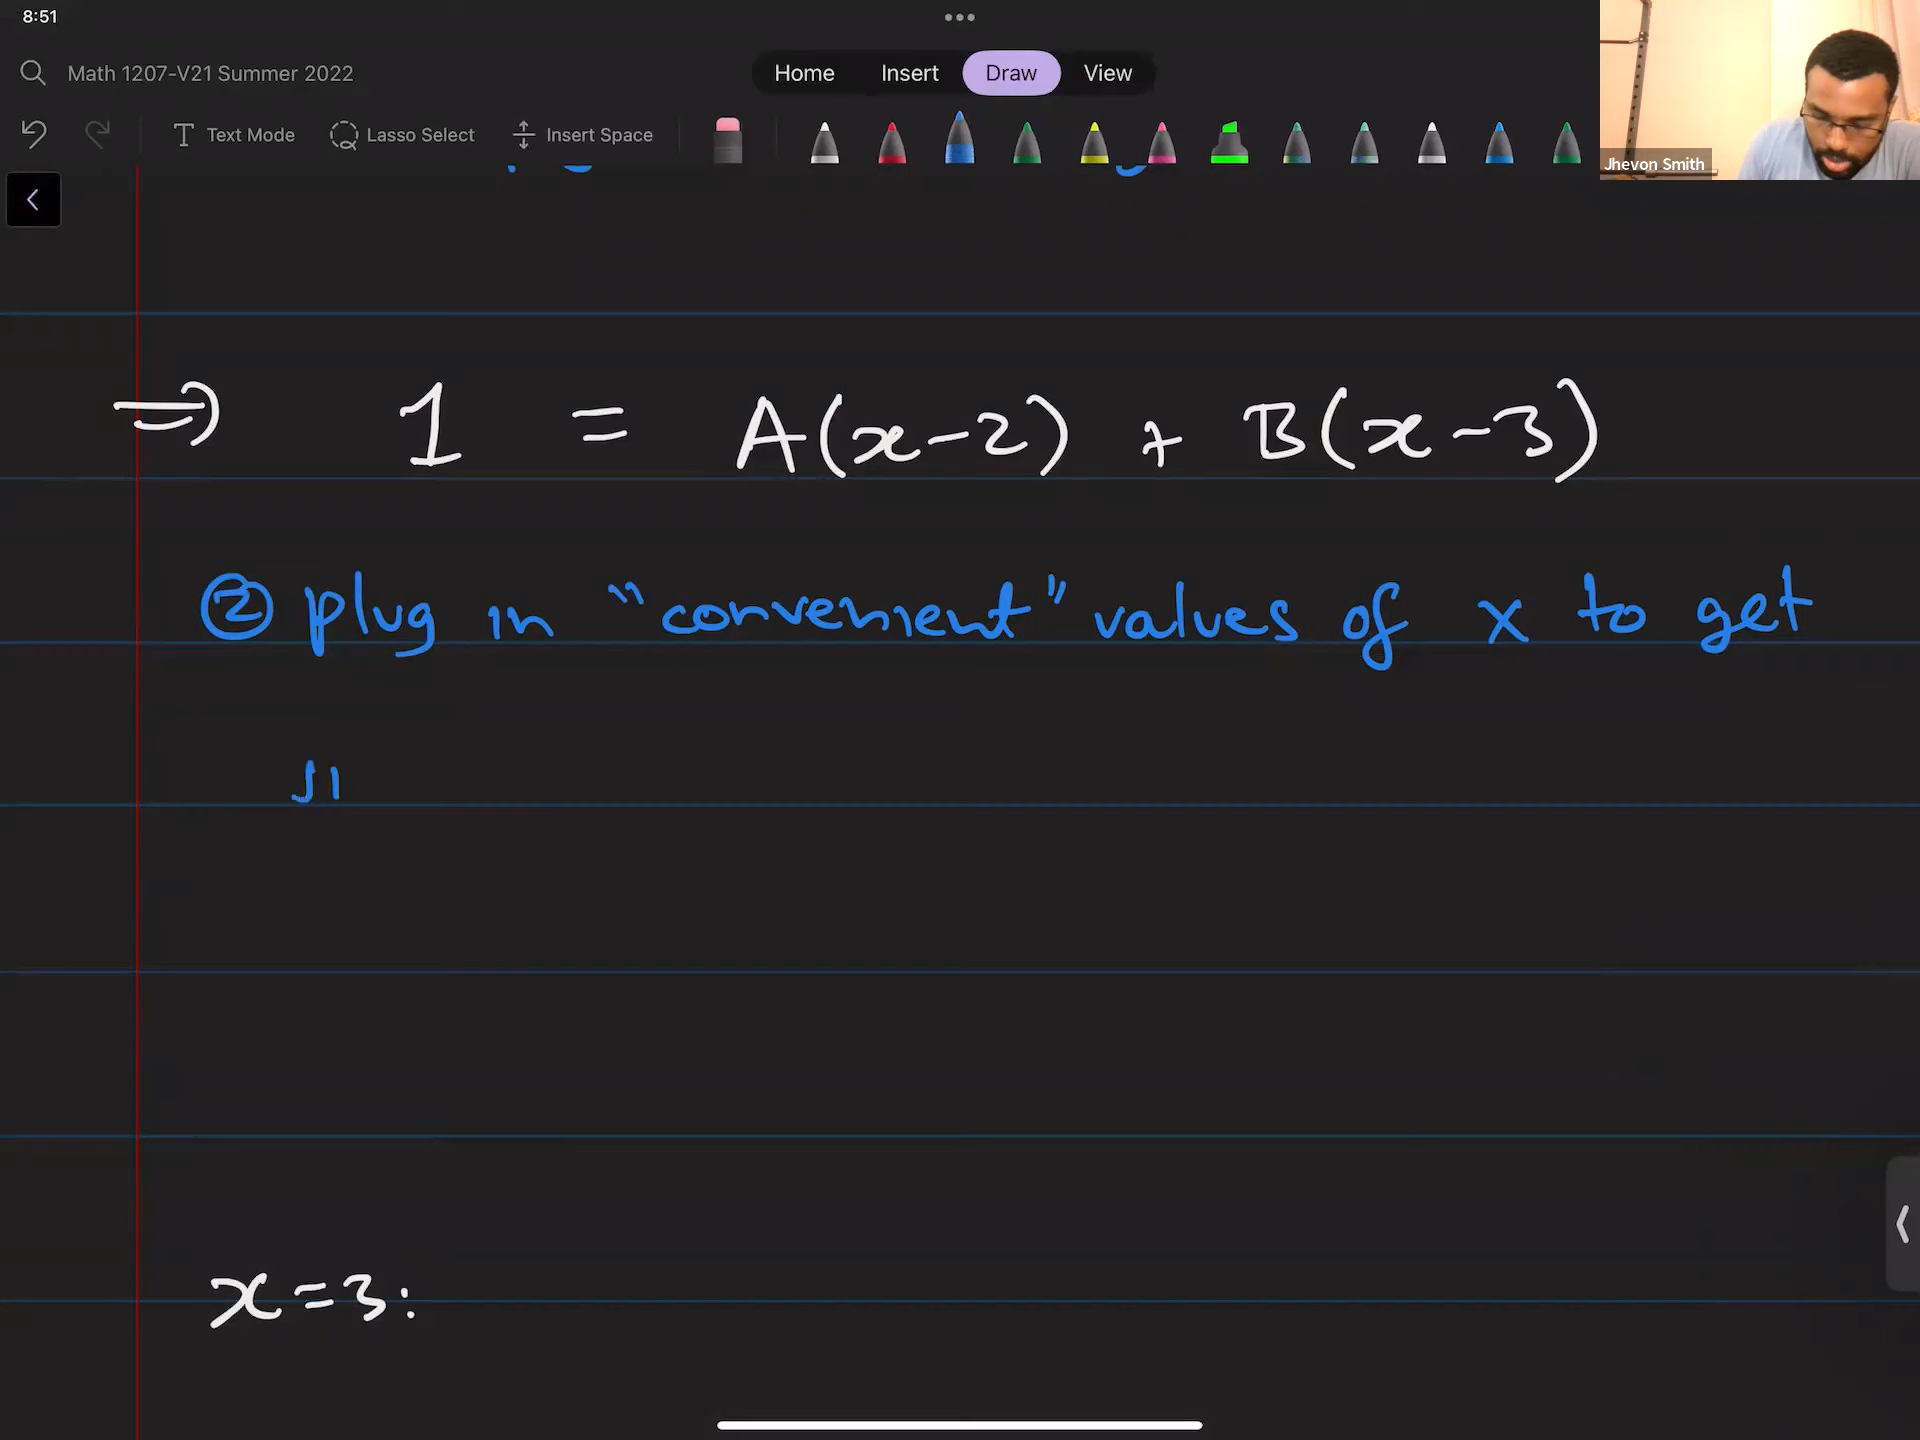 8:51
Math 1207-V21 Summer 2022
Home Insert Draw View
Text Mode Lasso Select Insert Space
Jhevon Smith
⇒ 1 = A(x-2) + B(x-3)
② plug in "convenient" values of x to get
x=3: